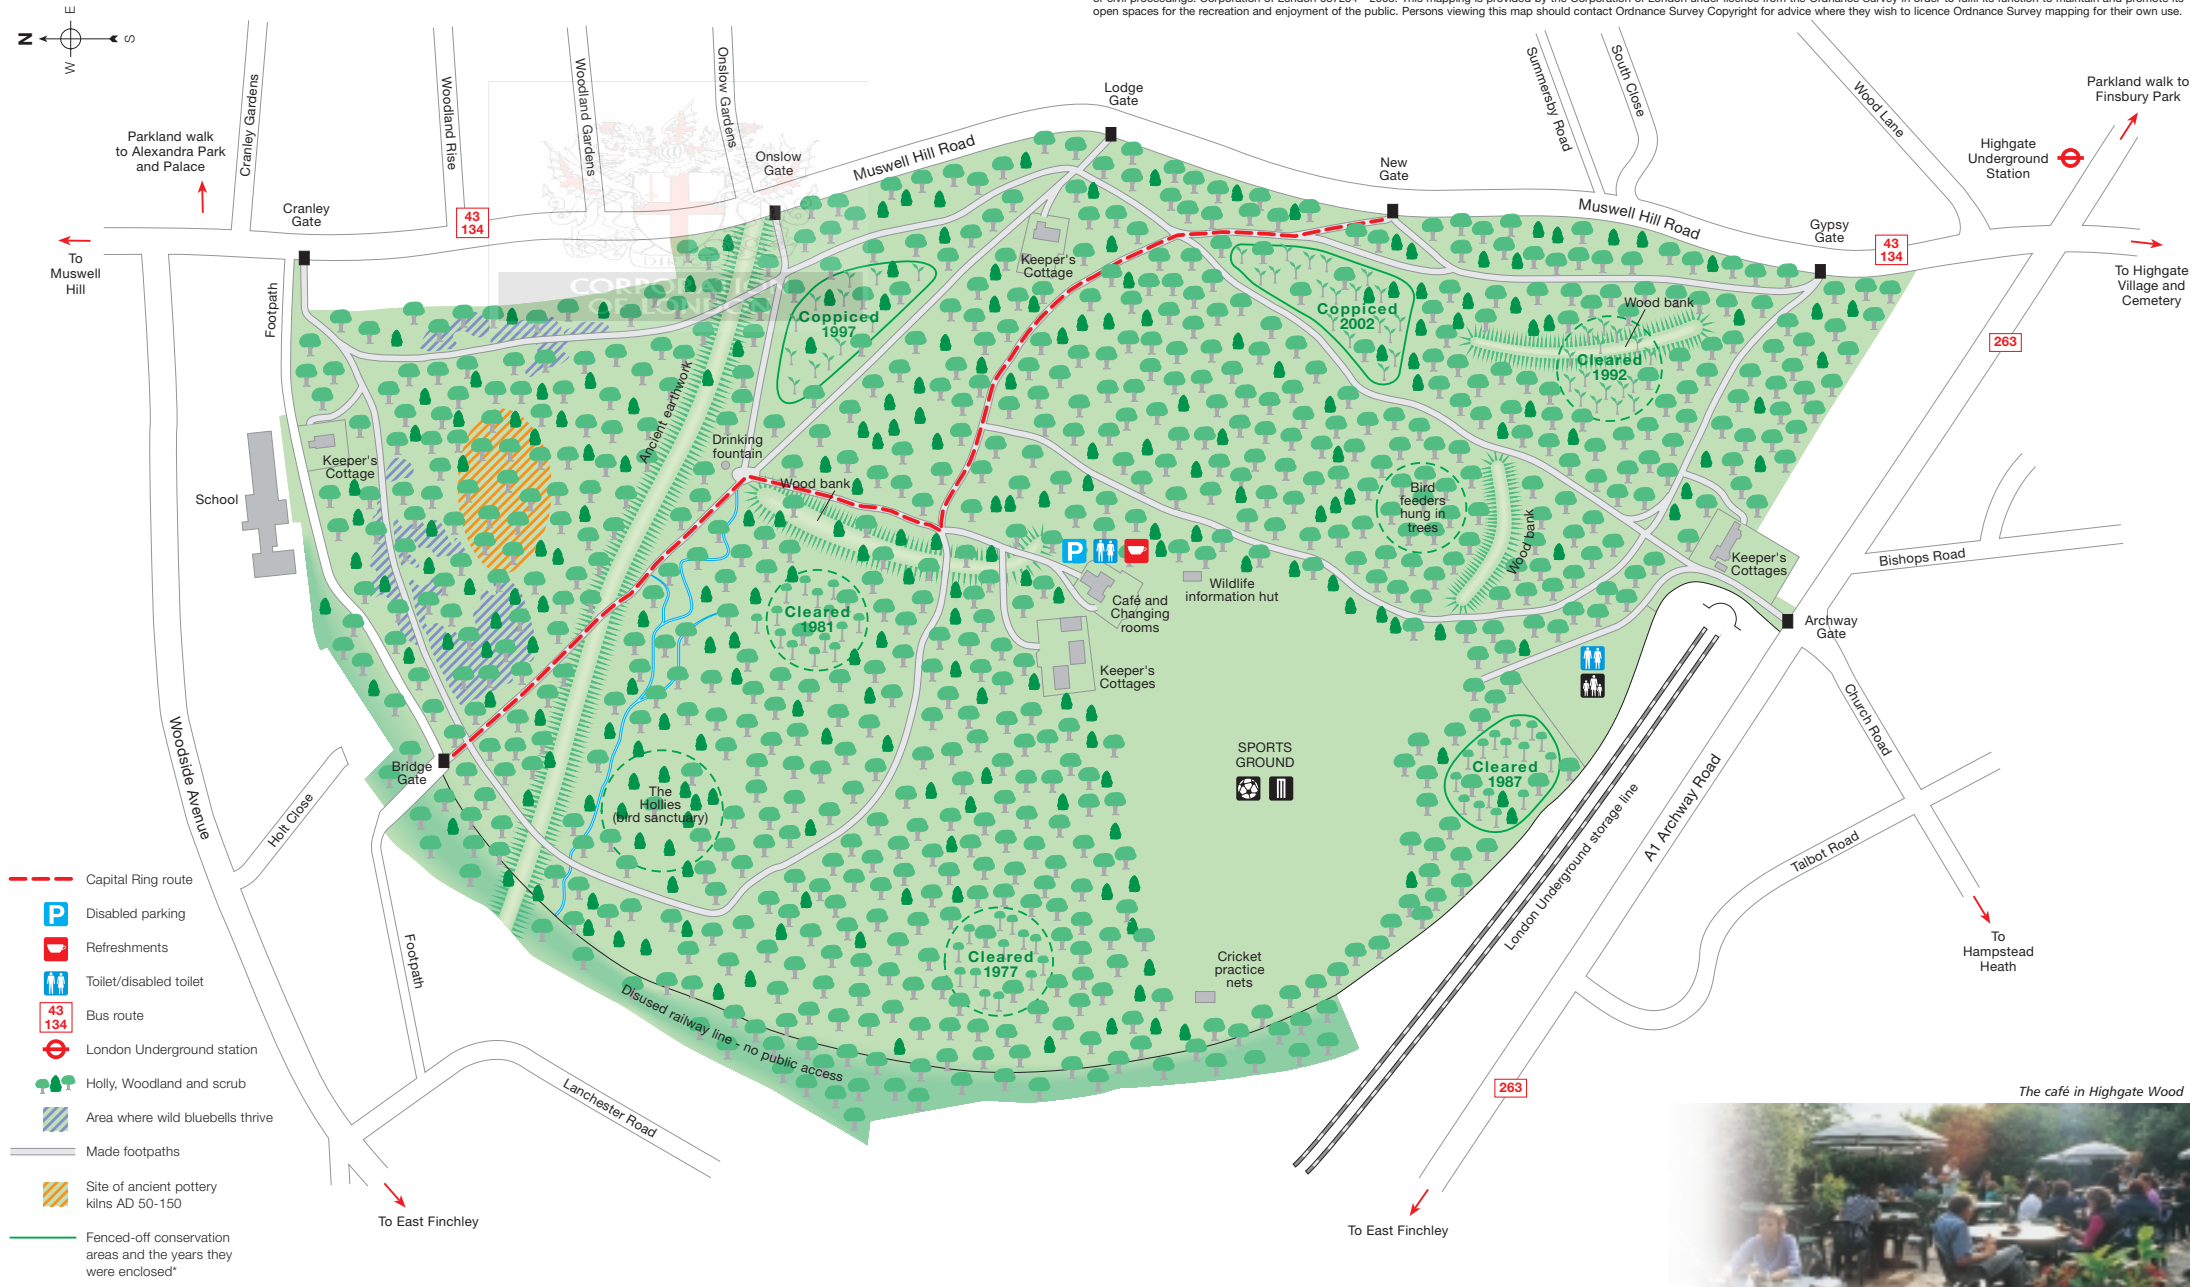 open spaces for the recreation and enjoyment of the public. Persons viewing this map should contact Ordnance Survey Copyright for advice where they wish to licence Ordnance Survey mapping for their own use.
E
N
S
W
Cranley Gardens
Woodland Rise
Woodland Gardens
Onslow Gardens
Parkland walk
to Alexandra Park
and Palace
Cranley
Gate
43
134
Onslow
Gate
Muswell Hill Road
Lodge
Gate
New
Gate
Summersby Road
South Close
Muswell Hill Road
Wood Lane
Parkland walk to
Finsbury Park
Highgate
Underground
Station
Gypsy
Gate
43
134
To Highgate
Village and
Cemetery
263
To
Muswell
Hill
Footpath
CORPORATION
OF LONDON
Keeper's
Cottage
Coppiced
1997
Coppiced
2002
Wood bank
Cleared
1992
Ancient earthwork
Drinking
fountain
Wood bank
School
Keeper's
Cottage
Bird
feeders
hung in
trees
Wood bank
P
Wildlife
information hut
Café and
Changing
rooms
Keeper's
Cottages
Keeper's
Cottages
Bishops Road
Archway
Gate
Cleared
1981
SPORTS
GROUND
Cleared
1987
Church Road
Woodside Avenue
Bridge
Gate
Holt Close
The
Hollies
(bird sanctuary)
London Underground storage line
A1 Archway Road
Talbot Road
To
Hampstead
Heath
Cleared
1977
Cricket
practice
nets
Footpath
Disused railway line - no public access
Lanchester Road
263
To East Finchley
To East Finchley
Capital Ring route
P
Disabled parking
Refreshments
Toilet/disabled toilet
43
134
Bus route
London Underground station
Holly, Woodland and scrub
Area where wild bluebells thrive
Made footpaths
Site of ancient pottery
kilns AD 50-150
Fenced-off conservation
areas and the years they
were enclosed*
The café in Highgate Wood